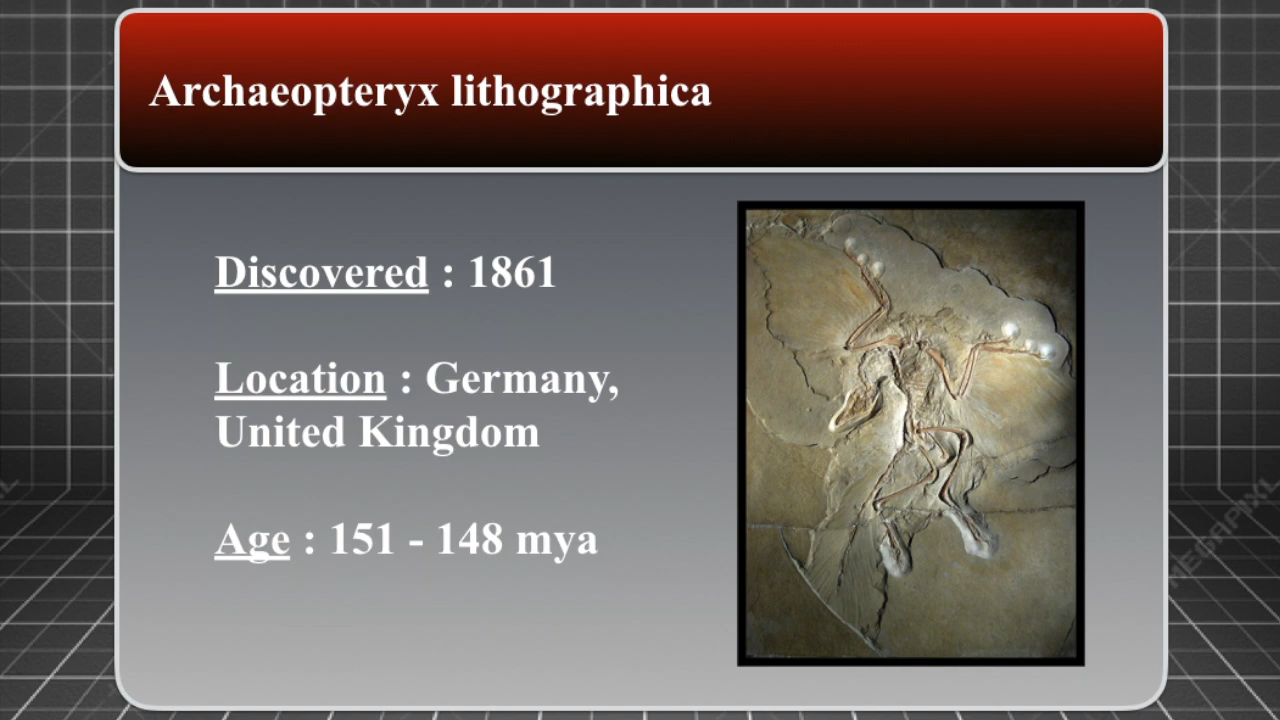 Archaeopteryx lithographica
Discovered : 1861
Location : Germany,
United Kingdom
Age : 151 - 148 mya